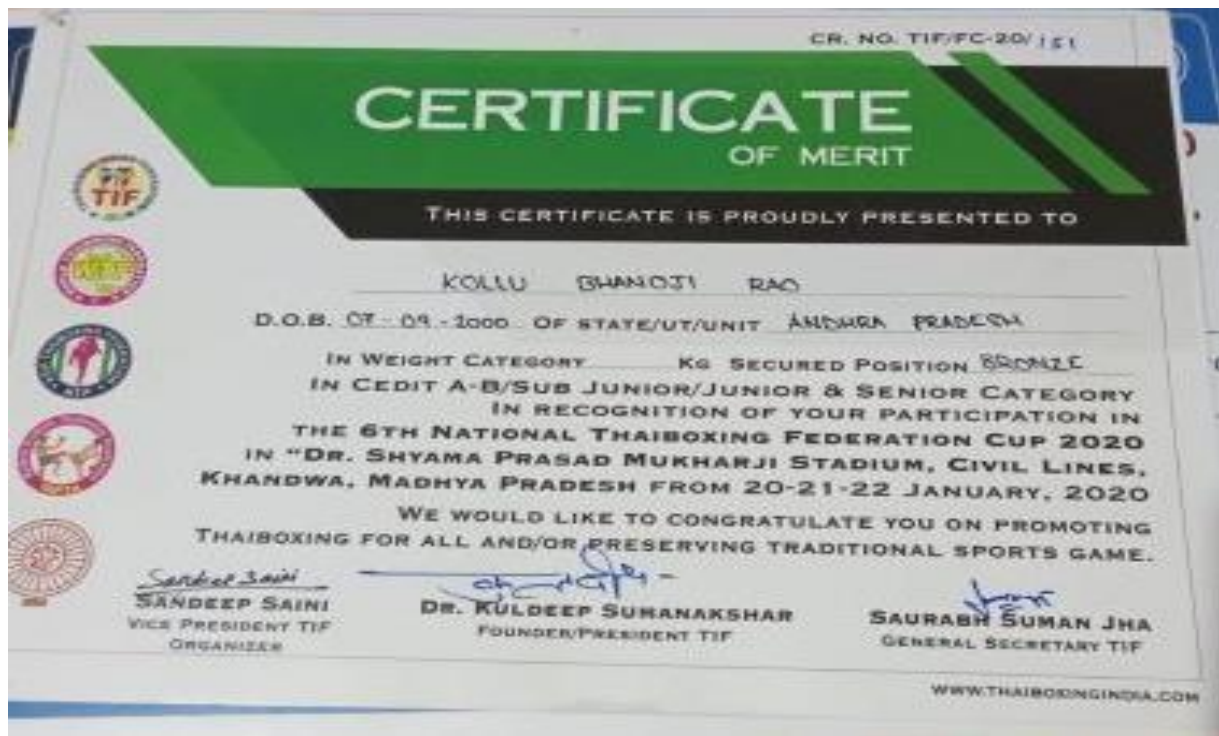 CR. NO. TIF/FC-20/151
CERTIFICATE
OF MERIT
THIS CERTIFICATE IS PROUDLY PRESENTED TO
TIF
KOLLU BHANOJI RAO
D.O.B. 07-09-2000 OF STATE/UT/UNIT ANDHRA PRADESH
IN WEIGHT CATEGORY KG SECURED POSITION BRONZE
IN CEDIT A-B/SUB JUNIOR/JUNIOR & SENIOR CATEGORY
IN RECOGNITION OF YOUR PARTICIPATION IN
THE 6TH NATIONAL THAIBOXING FEDERATION CUP 2020
IN "DR. SHYAMA PRASAD MUKHARJI STADIUM, CIVIL LINES,
KHANDWA, MADHYA PRADESH FROM 20-21-22 JANUARY, 2020
WE WOULD LIKE TO CONGRATULATE YOU ON PROMOTING
THAIBOXING FOR ALL AND/OR PRESERVING TRADITIONAL SPORTS GAME.
Sandeep Saini
SANDEEP SAINI
VICE PRESIDENT TIF
ORGANIZER
DR. KULDEEP SUMANAKSHAR
FOUNDER/PRESIDENT TIF
SAURABH SUMAN JHA
GENERAL SECRETARY TIF
WWW.THAIBOXINGINDIA.COM